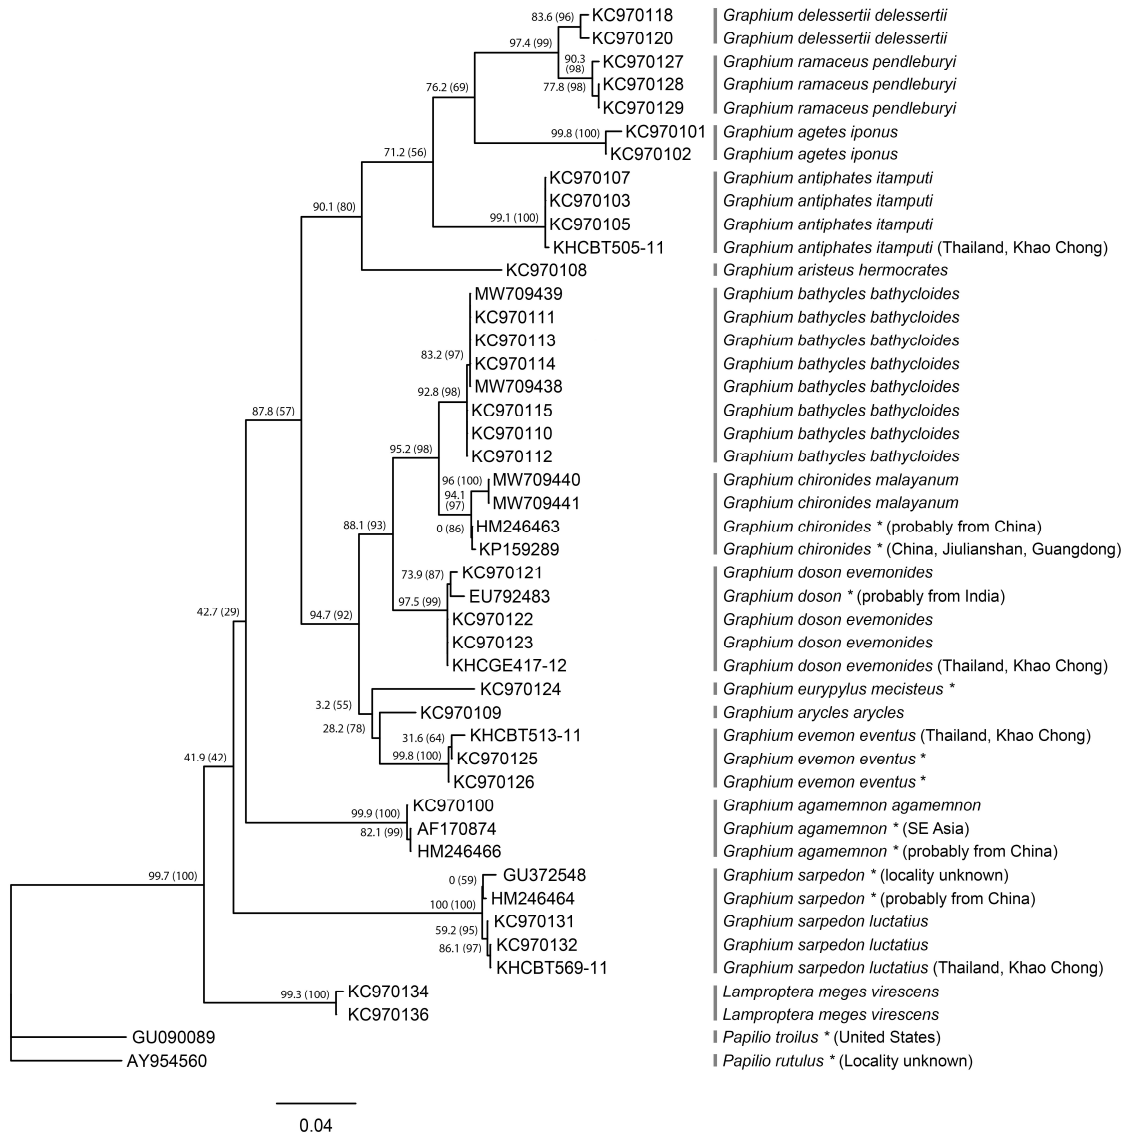 83.6 (96) KC970118 Graphium delessertii delessertii
97.4 (99) KC970120 Graphium delessertii delessertii
90.3 (98) KC970127 Graphium ramaceus pendleburyi
76.2 (69) 77.8 (98) KC970128 Graphium ramaceus pendleburyi
KC970129 Graphium ramaceus pendleburyi
99.8 (100) KC970101 Graphium agetes iponus
71.2 (56) KC970102 Graphium agetes iponus
KC970107 Graphium antiphates itamputi
90.1 (80) KC970103 Graphium antiphates itamputi
99.1 (100) KC970105 Graphium antiphates itamputi
KHCBT505-11 Graphium antiphates itamputi (Thailand, Khao Chong)
KC970108 Graphium aristeus hermocrates
MW709439 Graphium bathycles bathycloides
KC970111 Graphium bathycles bathycloides
KC970113 Graphium bathycles bathycloides
83.2 (97) KC970114 Graphium bathycles bathycloides
92.8 (98) MW709438 Graphium bathycles bathycloides
87.8 (57) KC970115 Graphium bathycles bathycloides
KC970110 Graphium bathycles bathycloides
95.2 (98) KC970112 Graphium bathycles bathycloides
96 (100) MW709440 Graphium chironides malayanum
94.1 (97) MW709441 Graphium chironides malayanum
88.1 (93) 0 (86) HM246463 Graphium chironides * (probably from China)
KP159289 Graphium chironides * (China, Jiulianshan, Guangdong)
73.9 (87) KC970121 Graphium doson evemonides
97.5 (99) EU792483 Graphium doson * (probably from India)
42.7 (29) 94.7 (92) KC970122 Graphium doson evemonides
KC970123 Graphium doson evemonides
KHCGE417-12 Graphium doson evemonides (Thailand, Khao Chong)
KC970124 Graphium eurypylus mecisteus *
3.2 (55) KC970109 Graphium arycles arycles
28.2 (78) 31.6 (64) KHCBT513-11 Graphium evemon eventus (Thailand, Khao Chong)
41.9 (42) 99.8 (100) KC970125 Graphium evemon eventus *
KC970126 Graphium evemon eventus *
99.9 (100) KC970100 Graphium agamemnon agamemnon
82.1 (99) AF170874 Graphium agamemnon * (SE Asia)
HM246466 Graphium agamemnon * (probably from China)
99.7 (100) 0 (59) GU372548 Graphium sarpedon * (locality unknown)
100 (100) HM246464 Graphium sarpedon * (probably from China)
59.2 (95) KC970131 Graphium sarpedon luctatius
86.1 (97) KC970132 Graphium sarpedon luctatius
KHCBT569-11 Graphium sarpedon luctatius (Thailand, Khao Chong)
99.3 (100) KC970134 Lamproptera meges virescens
KC970136 Lamproptera meges virescens
GU090089 Papilio troilus * (United States)
AY954560 Papilio rutulus * (Locality unknown)
0.04